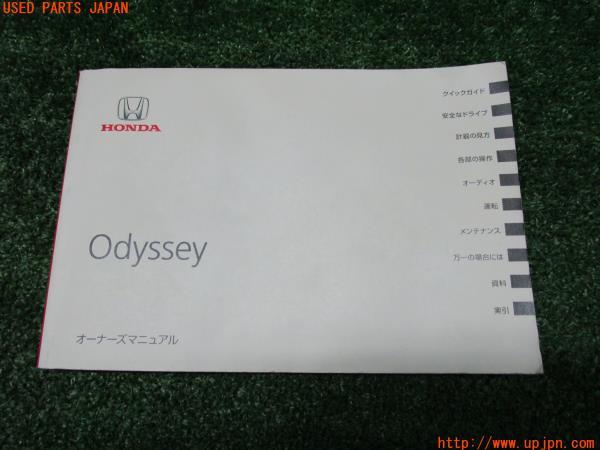 USED PARTS JAPAN
HONDA
Odyssey
オーナーズマニュアル
クイックガイド
安全なドライブ
計器の見方
各部の操作
オーディオ
運転
メンテナンス
万一の場合には
資料
索引
http://www.upjpn.com/